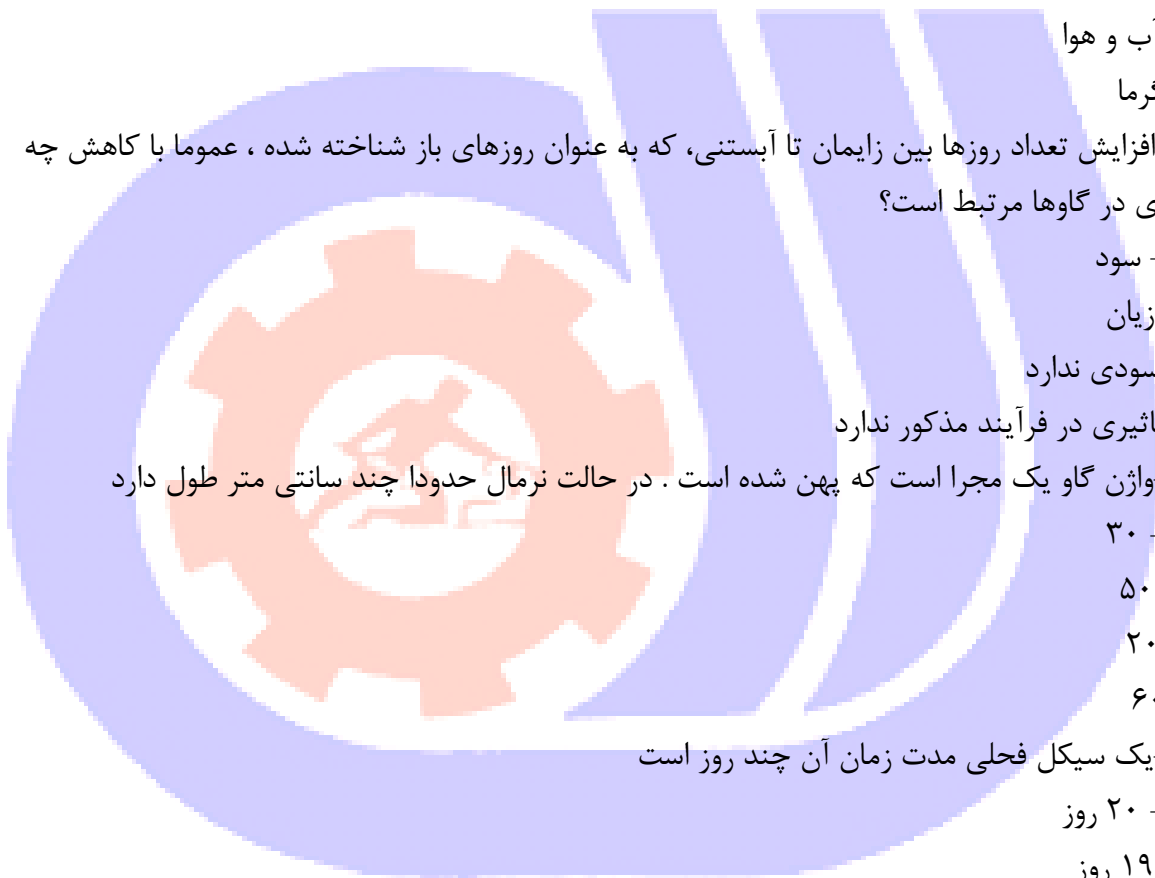 آب و هوا
گرما
افزایش تعداد روزها بین زایمان تا آبستنی، که به عنوان روزهای باز شناخته شده ، عموما با کاهش چه
ی در گاوها مرتبط است؟
- سود
زیان
سودی ندارد
تاثیری در فرآیند مذکور ندارد
-واژن گاو یک مجرا است که پهن شده است . در حالت نرمال حدودا چند سانتی متر طول دارد
- ۳۰
۵۰
۲۰
۶۰
-یک سیکل فحلی مدت زمان آن چند روز است
- ۲۰ روز
۱۹ روز